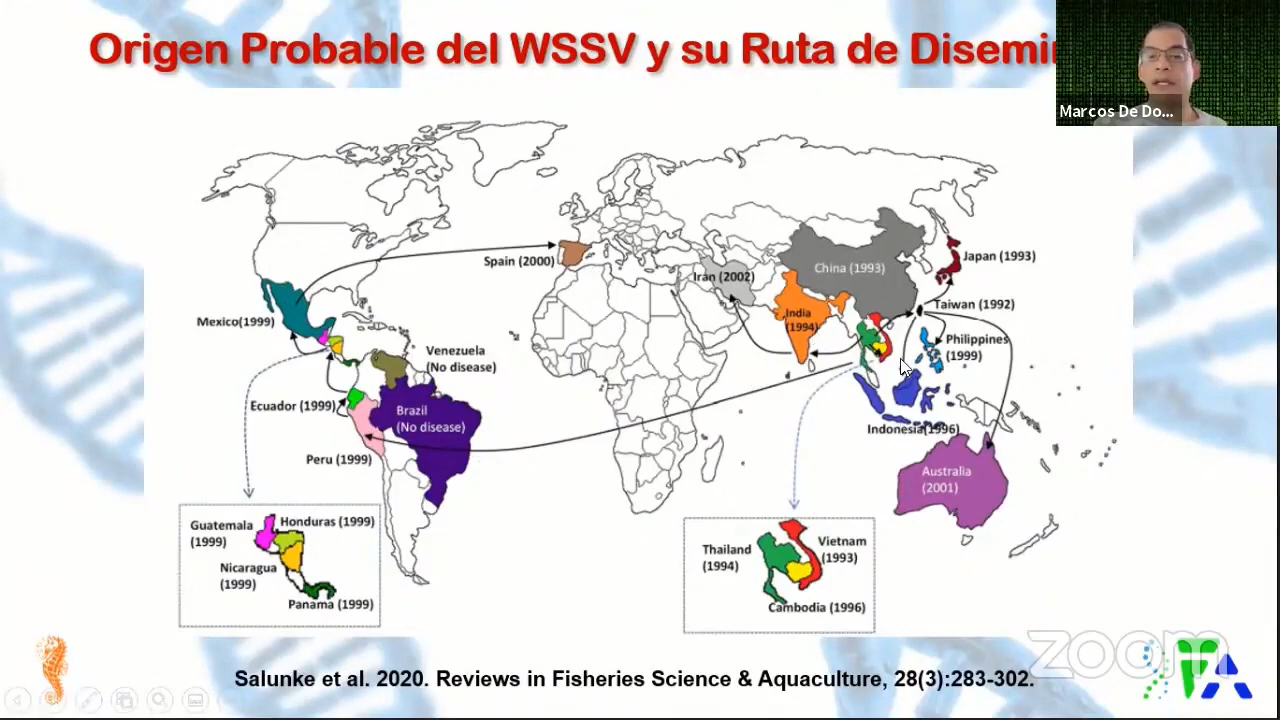 Origen Probable del WSSV y su Ruta de Disemi
Marcos De Do...
Spain (2000)
Iran (2002)
China (1993)
Japan (1993)
India
(1994)
Taiwan (1992)
Mexico(1999)
Philippines
(1999)
Venezuela
(No disease)
Ecuador (1999)
Brazil
(No disease)
Indonesia(1996)
Peru (1999)
Australia
(2001)
Guatemala
(1999)
Honduras (1999)
Nicaragua
(1999)
Panama (1999)
Thailand
(1994)
Vietnam
(1993)
Cambodia (1996)
zoom
Salunke et al. 2020. Reviews in Fisheries Science & Aquaculture, 28(3):283-302.